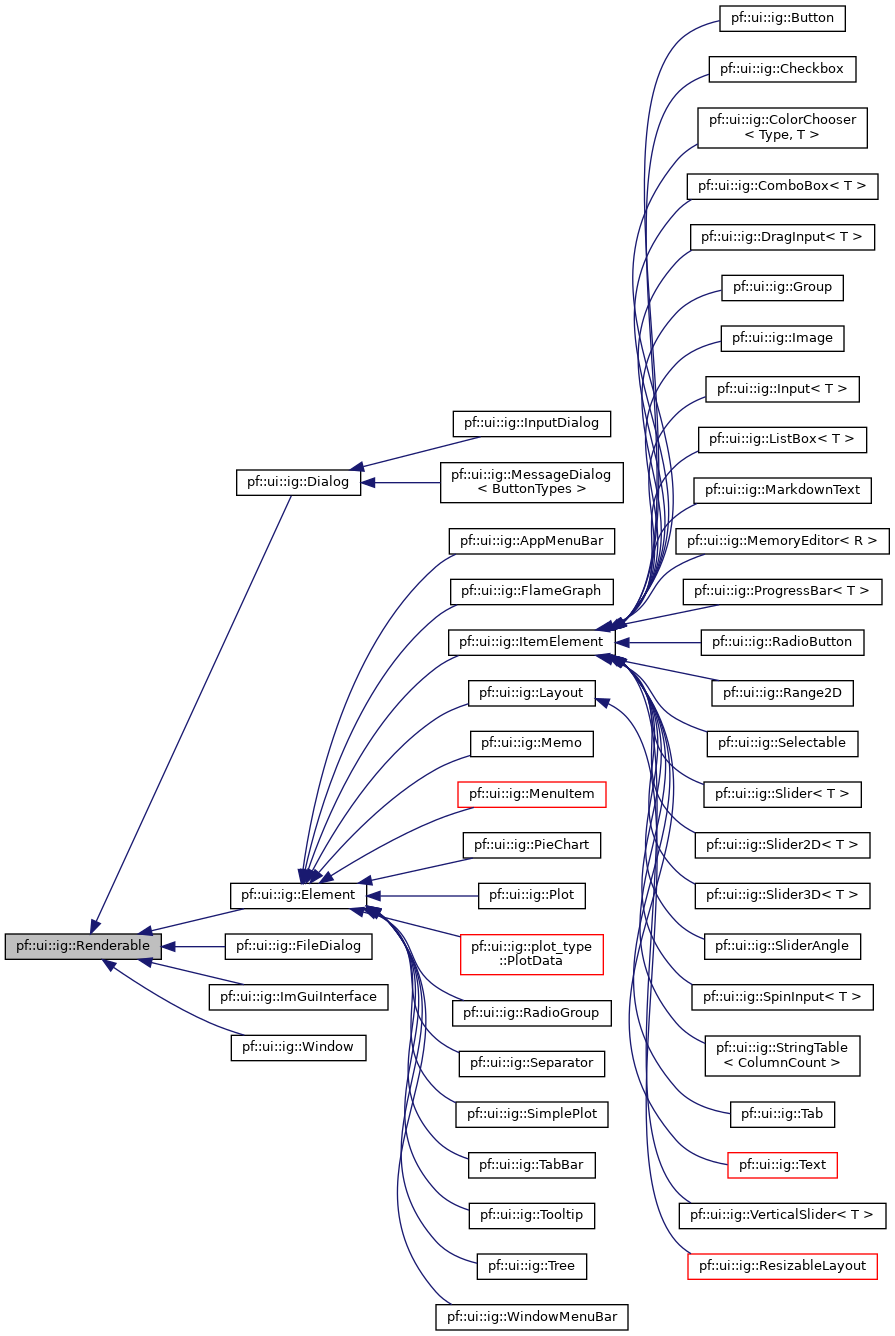 pf::ui::ig::Button
pf::ui::ig::Checkbox
pf::ui::ig::ColorChooser
< Type, T >
pf::ui::ig::ComboBox< T >
pf::ui::ig::DragInput< T >
pf::ui::ig::Group
pf::ui::ig::Image
pf::ui::ig::Input< T >
pf::ui::ig::InputDialog
pf::ui::ig::ListBox< T >
pf::ui::ig::Dialog
pf::ui::ig::MessageDialog
< ButtonTypes >
pf::ui::ig::MarkdownText
pf::ui::ig::AppMenuBar
pf::ui::ig::MemoryEditor< R >
pf::ui::ig::FlameGraph
pf::ui::ig::ProgressBar< T >
pf::ui::ig::ItemElement
pf::ui::ig::RadioButton
pf::ui::ig::Layout
pf::ui::ig::Range2D
pf::ui::ig::Memo
pf::ui::ig::Selectable
pf::ui::ig::MenuItem
pf::ui::ig::Slider< T >
pf::ui::ig::PieChart
pf::ui::ig::Slider2D< T >
pf::ui::ig::Element
pf::ui::ig::Plot
pf::ui::ig::Slider3D< T >
pf::ui::ig::Renderable
pf::ui::ig::FileDialog
pf::ui::ig::plot_type
::PlotData
pf::ui::ig::SliderAngle
pf::ui::ig::ImGuiInterface
pf::ui::ig::SpinInput< T >
pf::ui::ig::RadioGroup
pf::ui::ig::Window
pf::ui::ig::StringTable
< ColumnCount >
pf::ui::ig::Separator
pf::ui::ig::SimplePlot
pf::ui::ig::Tab
pf::ui::ig::TabBar
pf::ui::ig::Text
pf::ui::ig::Tooltip
pf::ui::ig::VerticalSlider< T >
pf::ui::ig::Tree
pf::ui::ig::ResizableLayout
pf::ui::ig::WindowMenuBar